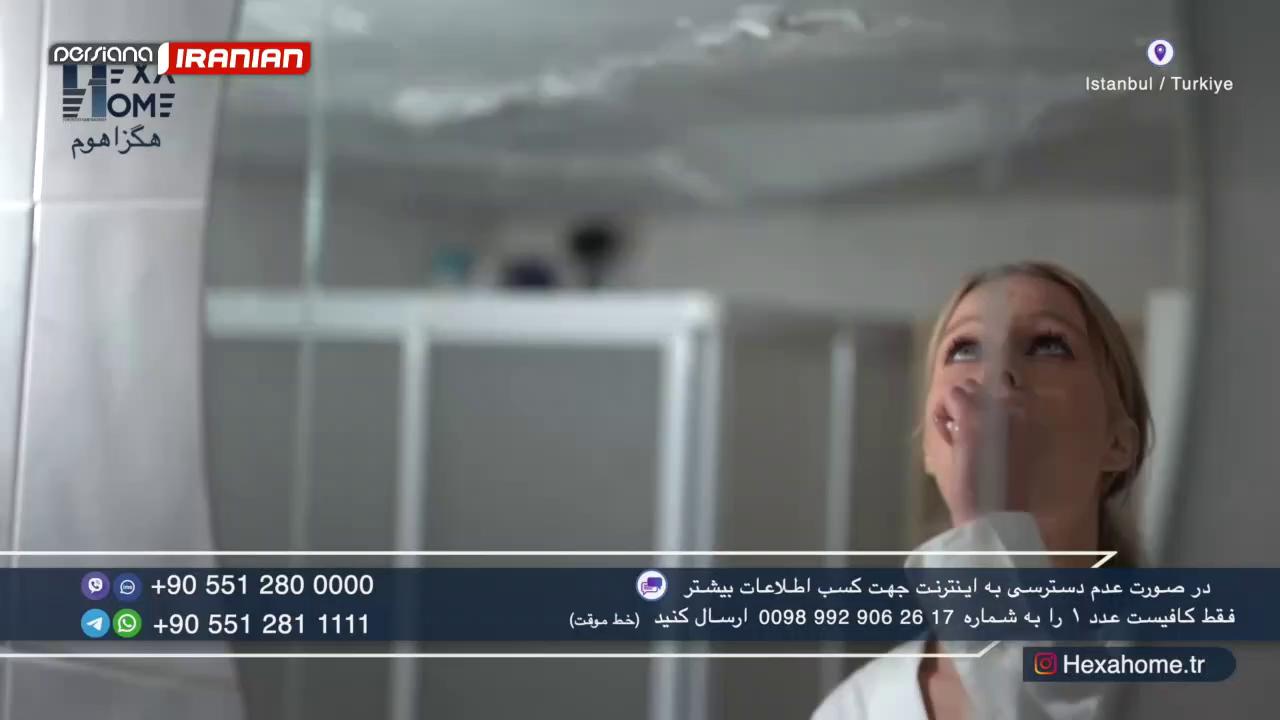 persiana IRANIAN
HEXA
HOME
هگزاهوم
Istanbul / Turkiye
+90 551 280 0000
در صورت عدم دسترسی به اینترنت جهت کسب اطلاعات بیشتر
+90 551 281 1111
فقط کافیست عدد ۱ را به شماره 0098 992 906 26 17 ارسال کنید (خط موقت)
Hexahome.tr